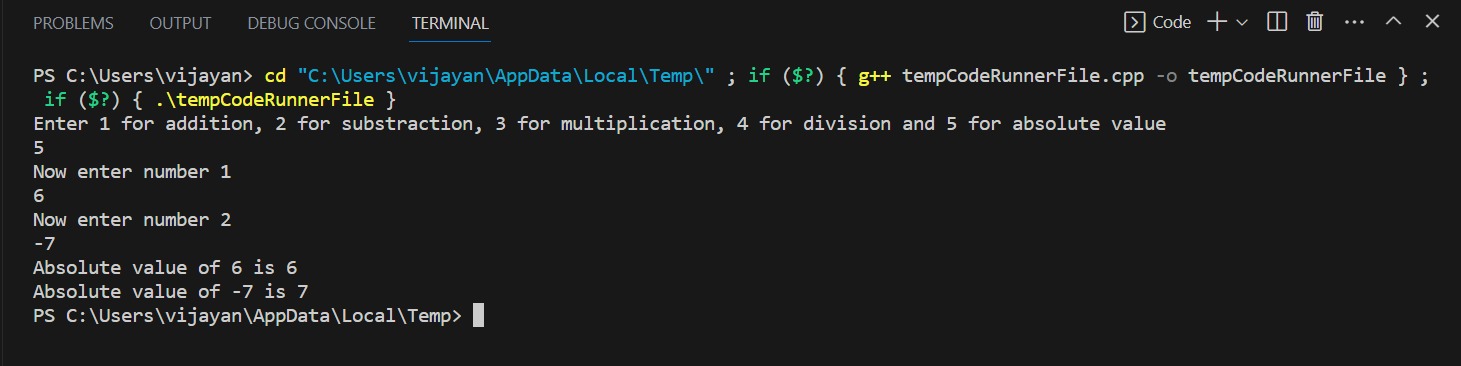 PROBLEMS OUTPUT DEBUG CONSOLE TERMINAL Code
PS C:\Users\vijayan> cd "C:\Users\vijayan\AppData\Local\Temp\" ; if ($?) { g++ tempCodeRunnerFile.cpp -o tempCodeRunnerFile } ;
if ($?) { .\tempCodeRunnerFile }
Enter 1 for addition, 2 for substraction, 3 for multiplication, 4 for division and 5 for absolute value
5
Now enter number 1
6
Now enter number 2
-7
Absolute value of 6 is 6
Absolute value of -7 is 7
PS C:\Users\vijayan\AppData\Local\Temp>